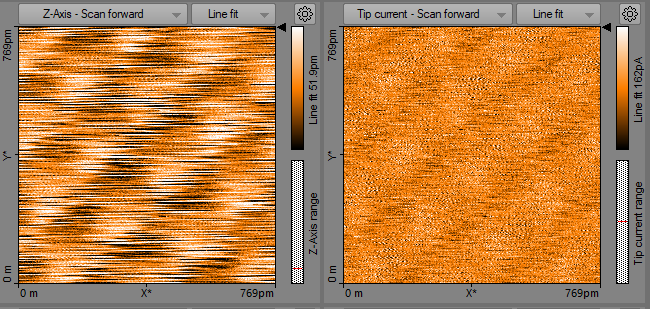 Z-Axis - Scan forward
Line fit
769pm
Y*
0 m
0 m
X*
769pm
Line fit 51.9pm
Z-Axis range
Tip current - Scan forward
Line fit
769pm
Y*
0 m
0 m
X*
769pm
Line fit 162pA
Tip current range